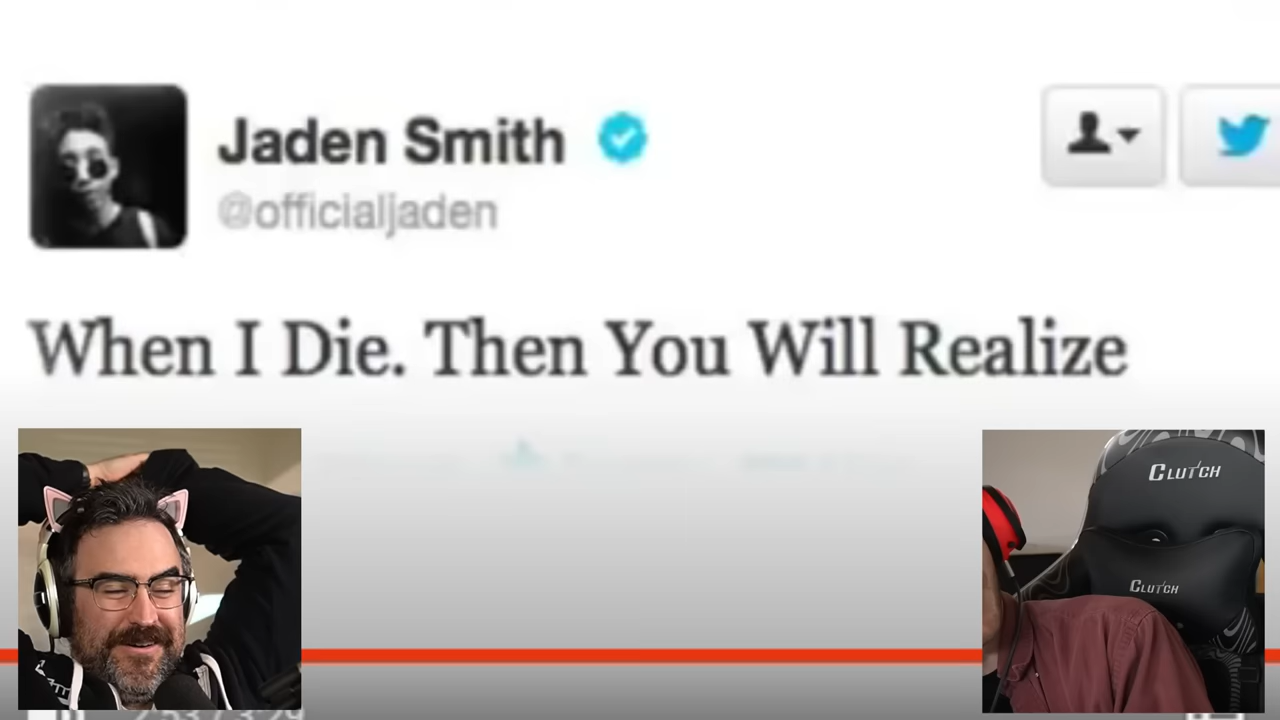 Jaden Smith
@officialjaden
When I Die. Then You Will Realize
CLUTCH
CLUTCH